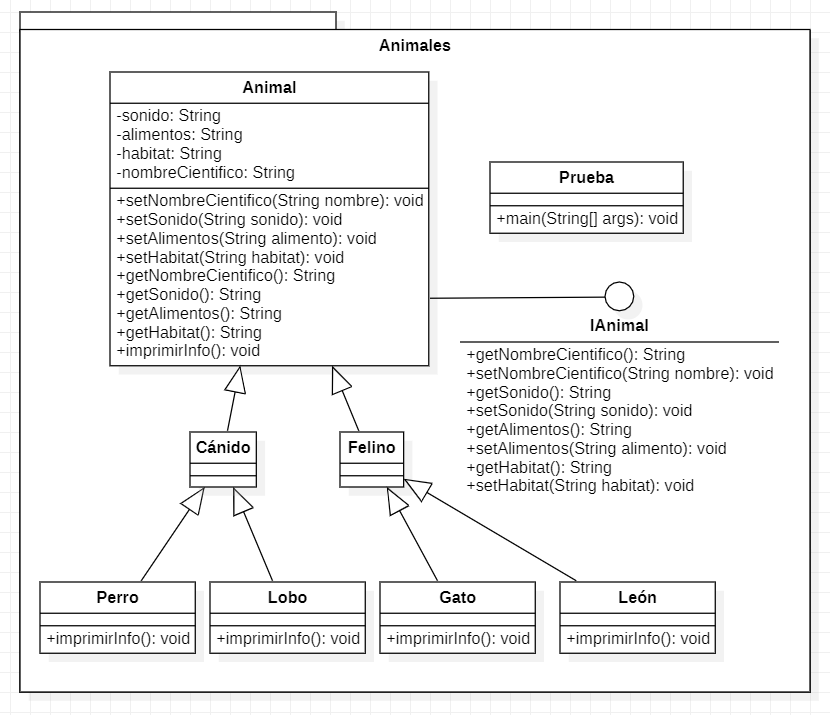 Animales
Animal
-sonido: String
-alimentos: String
-habitat: String
-nombreCientifico: String
+setNombreCientifico(String nombre): void
+setSonido(String sonido): void
+setAlimentos(String alimento): void
+setHabitat(String habitat): void
+getNombreCientifico(): String
+getSonido(): String
+getAlimentos(): String
+getHabitat(): String
+imprimirInfo(): void
Prueba
+main(String[] args): void
IAnimal
+getNombreCientifico(): String
+setNombreCientifico(String nombre): void
+getSonido(): String
+setSonido(String sonido): void
+getAlimentos(): String
+setAlimentos(String alimento): void
+getHabitat(): String
+setHabitat(String habitat): void
Cánido
Felino
Perro
+imprimirInfo(): void
Lobo
+imprimirInfo(): void
Gato
+imprimirInfo(): void
León
+imprimirInfo(): void